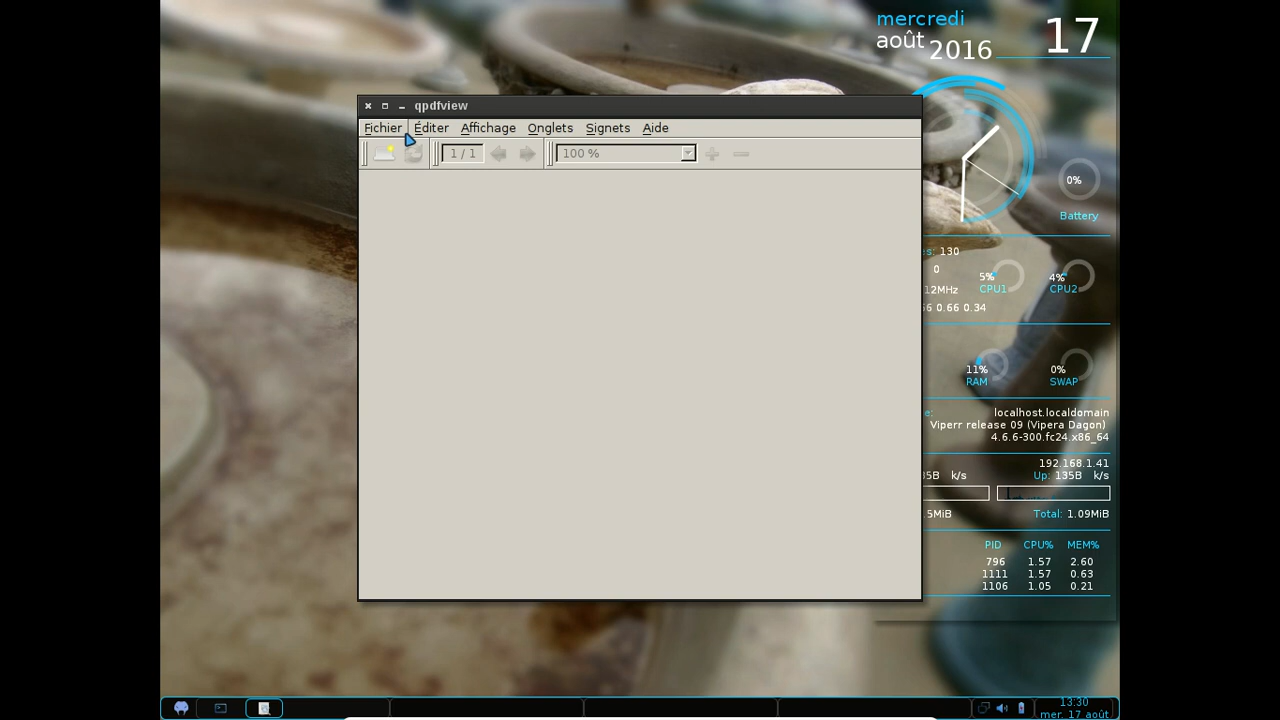 mercredi
août 2016 17
qpdfview
Fichier Éditer Affichage Onglets Signets Aide
1 / 1 100 %
0%
Battery
s: 130
0
12MHz
5% CPU1
4% CPU2
0.66 0.34
11%
RAM
0%
SWAP
e: localhost.localdomain
Viperr release 09 (Vipera Dagon)
4.6.6-300.fc24.x86_64
192.168.1.41
k/s Up: 135B k/s
5MiB Total: 1.09MiB
PID CPU% MEM%
796 1.57 2.60
1111 1.57 0.63
1106 1.05 0.21
13:30
mer. 17 août